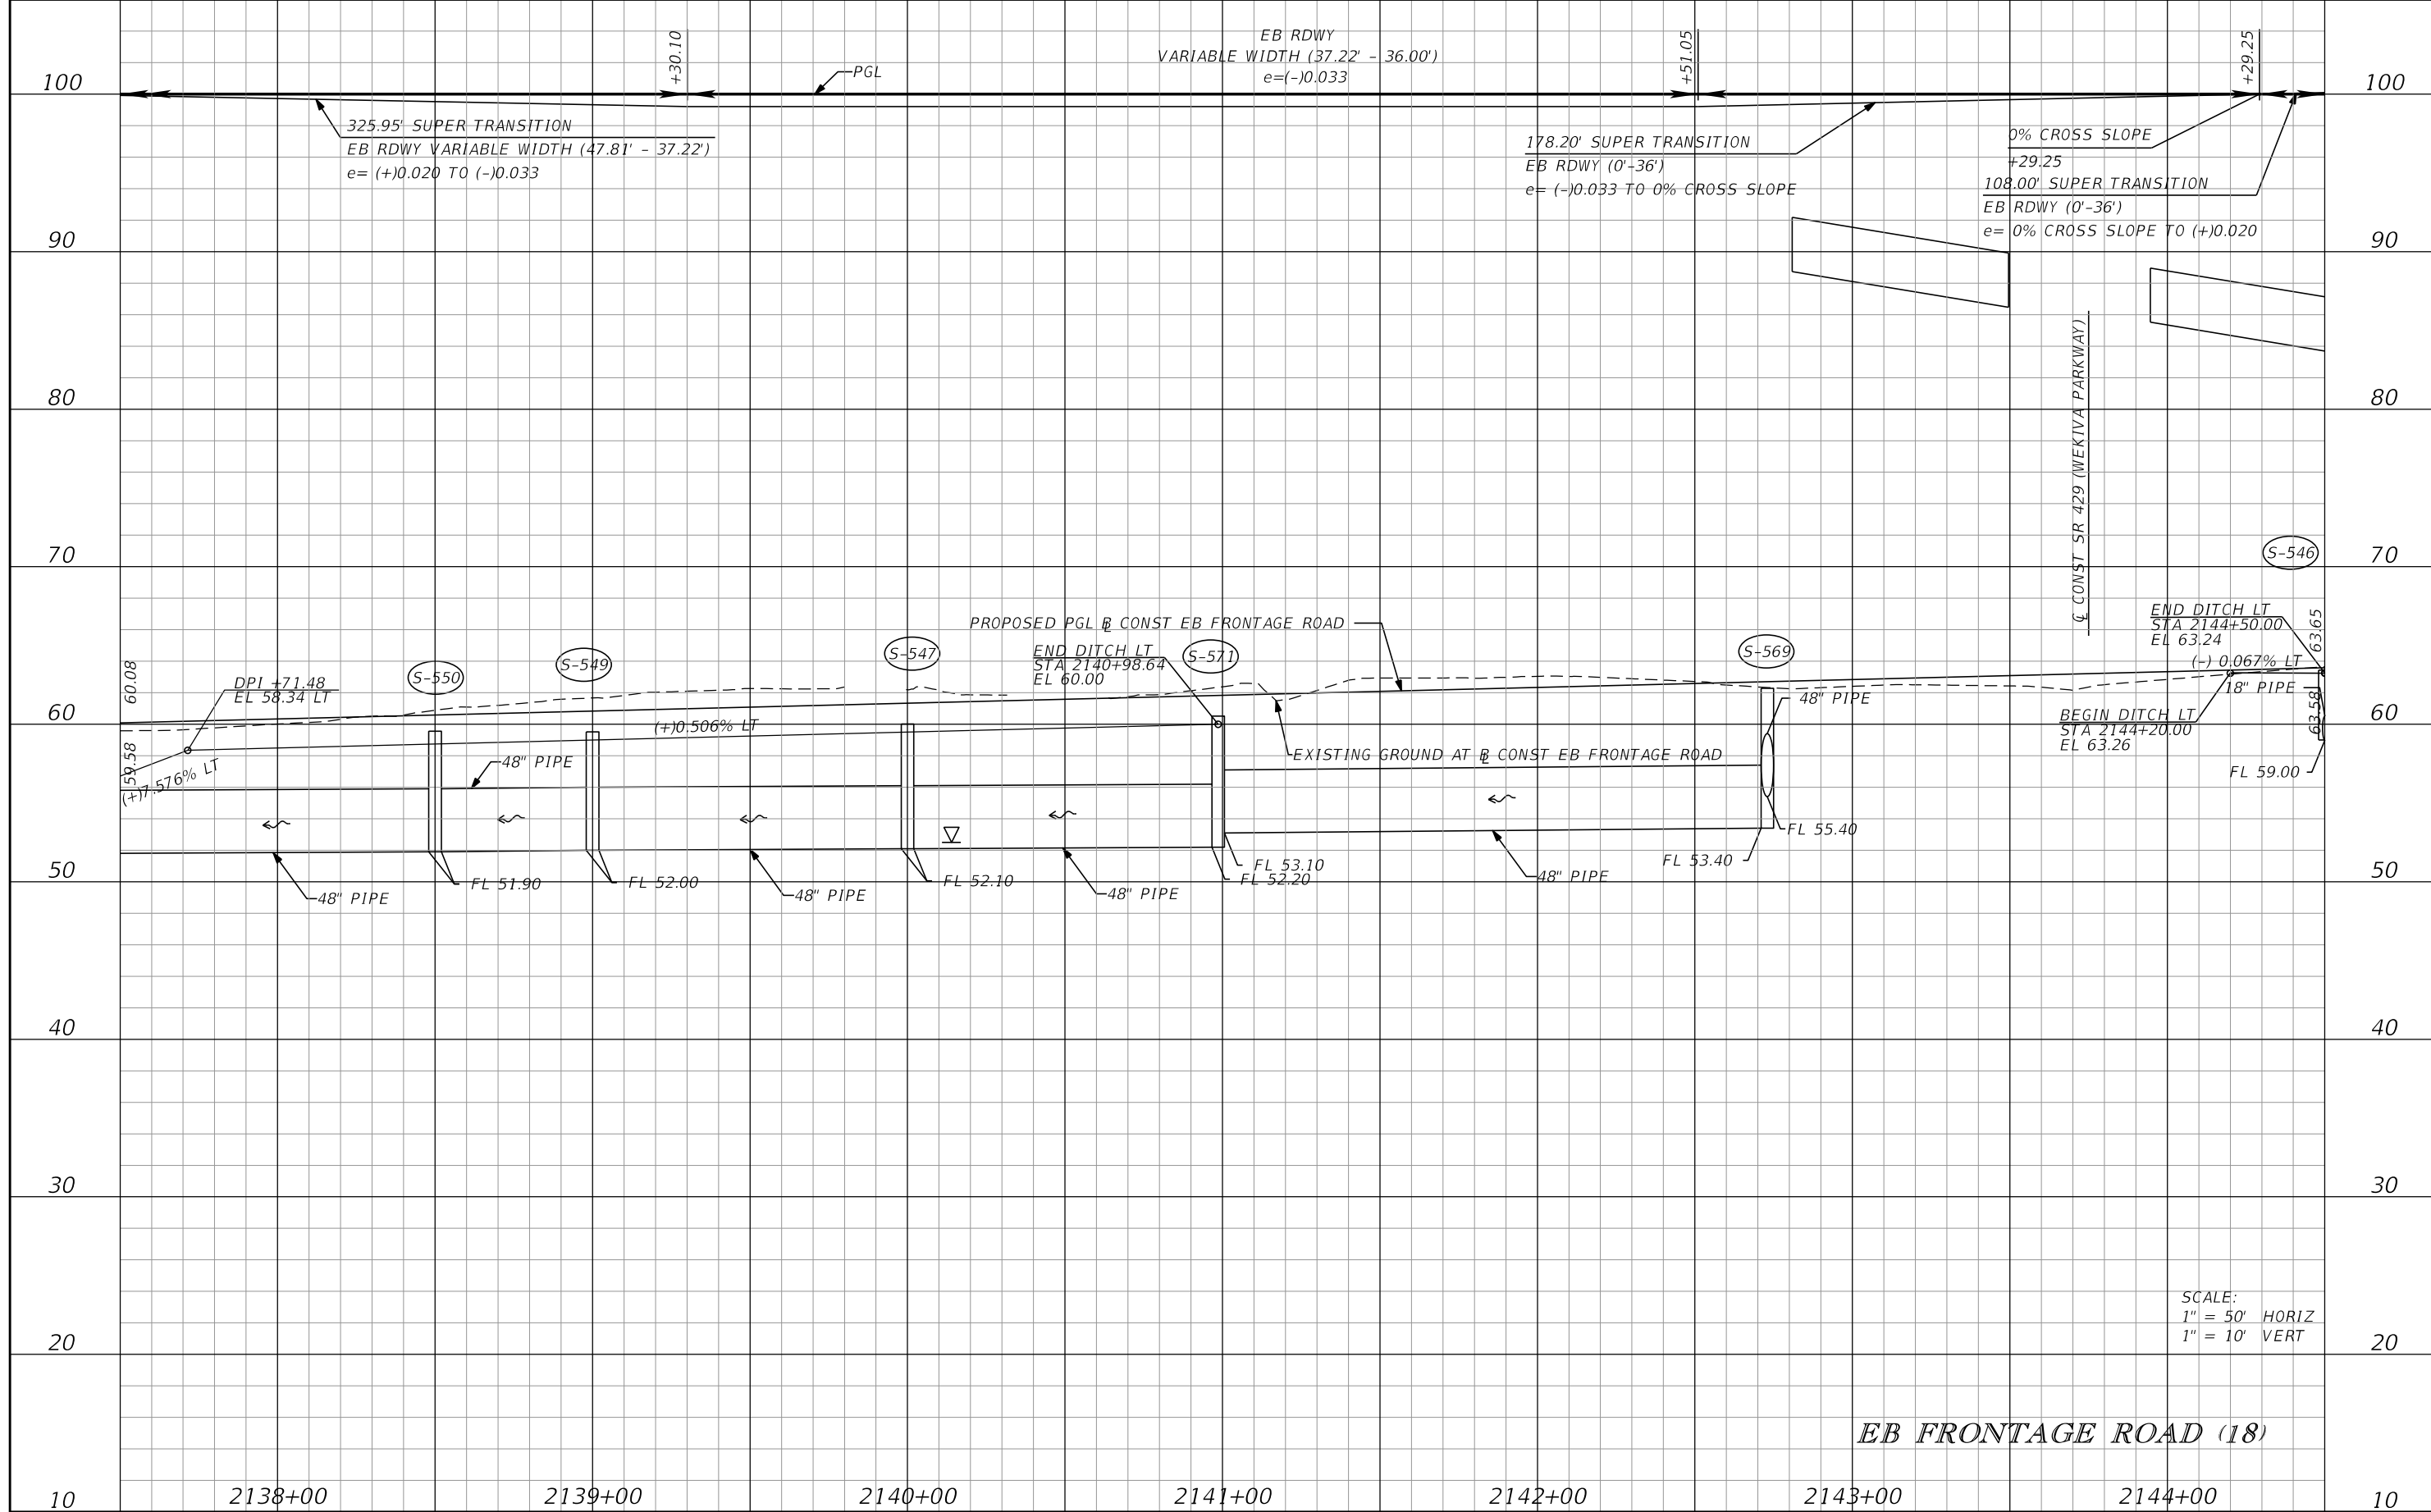 EB RDWY
VARIABLE WIDTH (37.22' - 36.00')
e=(-)0.033
+30.10
+51.05
+29.25
PGL
100
100
325.95' SUPER TRANSITION
EB RDWY VARIABLE WIDTH (47.81' - 37.22')
e= (+)0.020 TO (-)0.033
178.20' SUPER TRANSITION
EB RDWY (0'-36')
e= (-)0.033 TO 0% CROSS SLOPE
0% CROSS SLOPE
+29.25
108.00' SUPER TRANSITION
EB RDWY (0'-36')
e= 0% CROSS SLOPE TO (+)0.020
90
90
80
80
℄ CONST SR 429 (WEKIVA PARKWAY)
70
70
S-546
PROPOSED PGL B͟L CONST EB FRONTAGE ROAD
END DITCH LT
STA 2144+50.00
EL 63.24
63.65
(-) 0.067% LT
18" PIPE
63.58
S-550
S-549
S-547
END DITCH LT
STA 2140+98.64
EL 60.00
S-571
S-569
48" PIPE
60.08
DPI +71.48
EL 58.34 LT
60
60
(+)0.506% LT
BEGIN DITCH LT
STA 2144+20.00
EL 63.26
59.58
(+)7.576% LT
48" PIPE
EXISTING GROUND AT BL CONST EB FRONTAGE ROAD
FL 59.00
FL 55.40
FL 53.40
FL 53.10
FL 52.20
50
50
FL 51.90
FL 52.00
FL 52.10
48" PIPE
48" PIPE
48" PIPE
48" PIPE
40
40
30
30
SCALE:
1" = 50' HORIZ
1" = 10' VERT
20
20
EB FRONTAGE ROAD (18)
10
2138+00
2139+00
2140+00
2141+00
2142+00
2143+00
2144+00
10